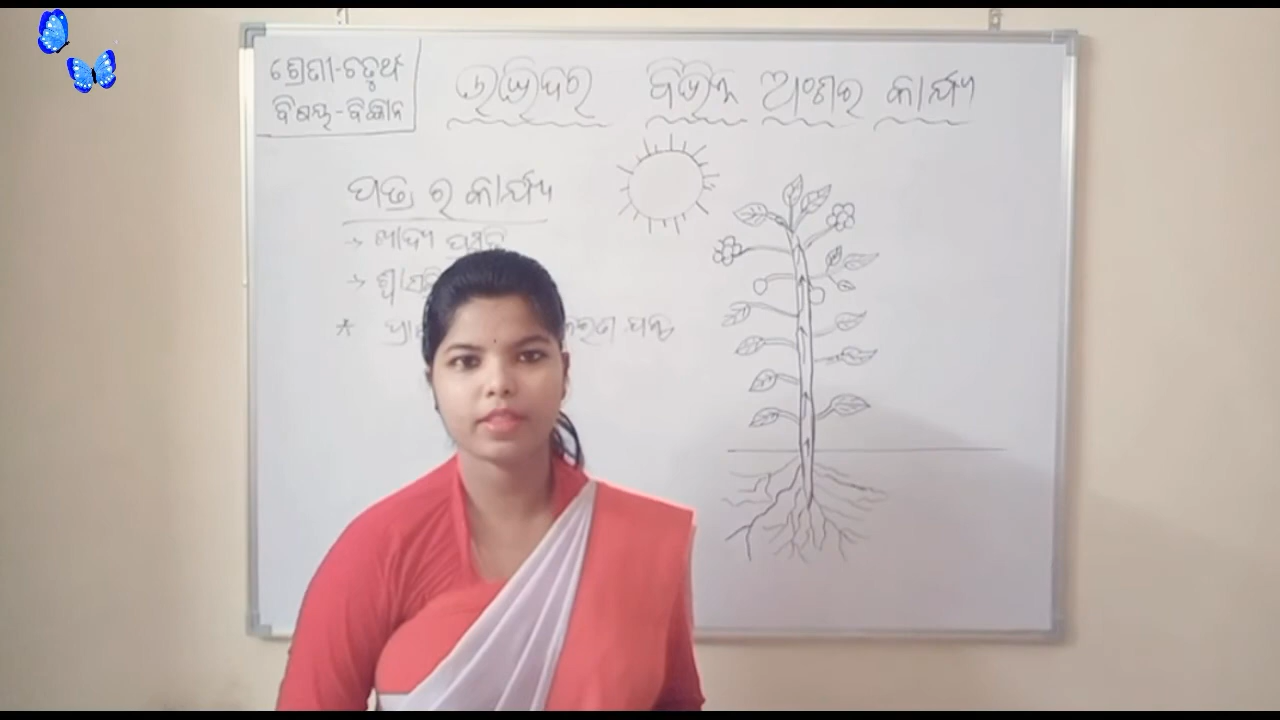 ଶ୍ରେଣୀ-ଚତୁର୍ଥ
ବିଷୟ-ବିଜ୍ଞାନ
ଉଦ୍ଭିଦର ବିଭିନ୍ନ ଅଂଶର କାର୍ଯ୍ୟ
ପତ୍ର ର କାର୍ଯ୍ୟ
→ ଖାଦ୍ୟ ପ୍ରସ୍ତୁତି
→
*